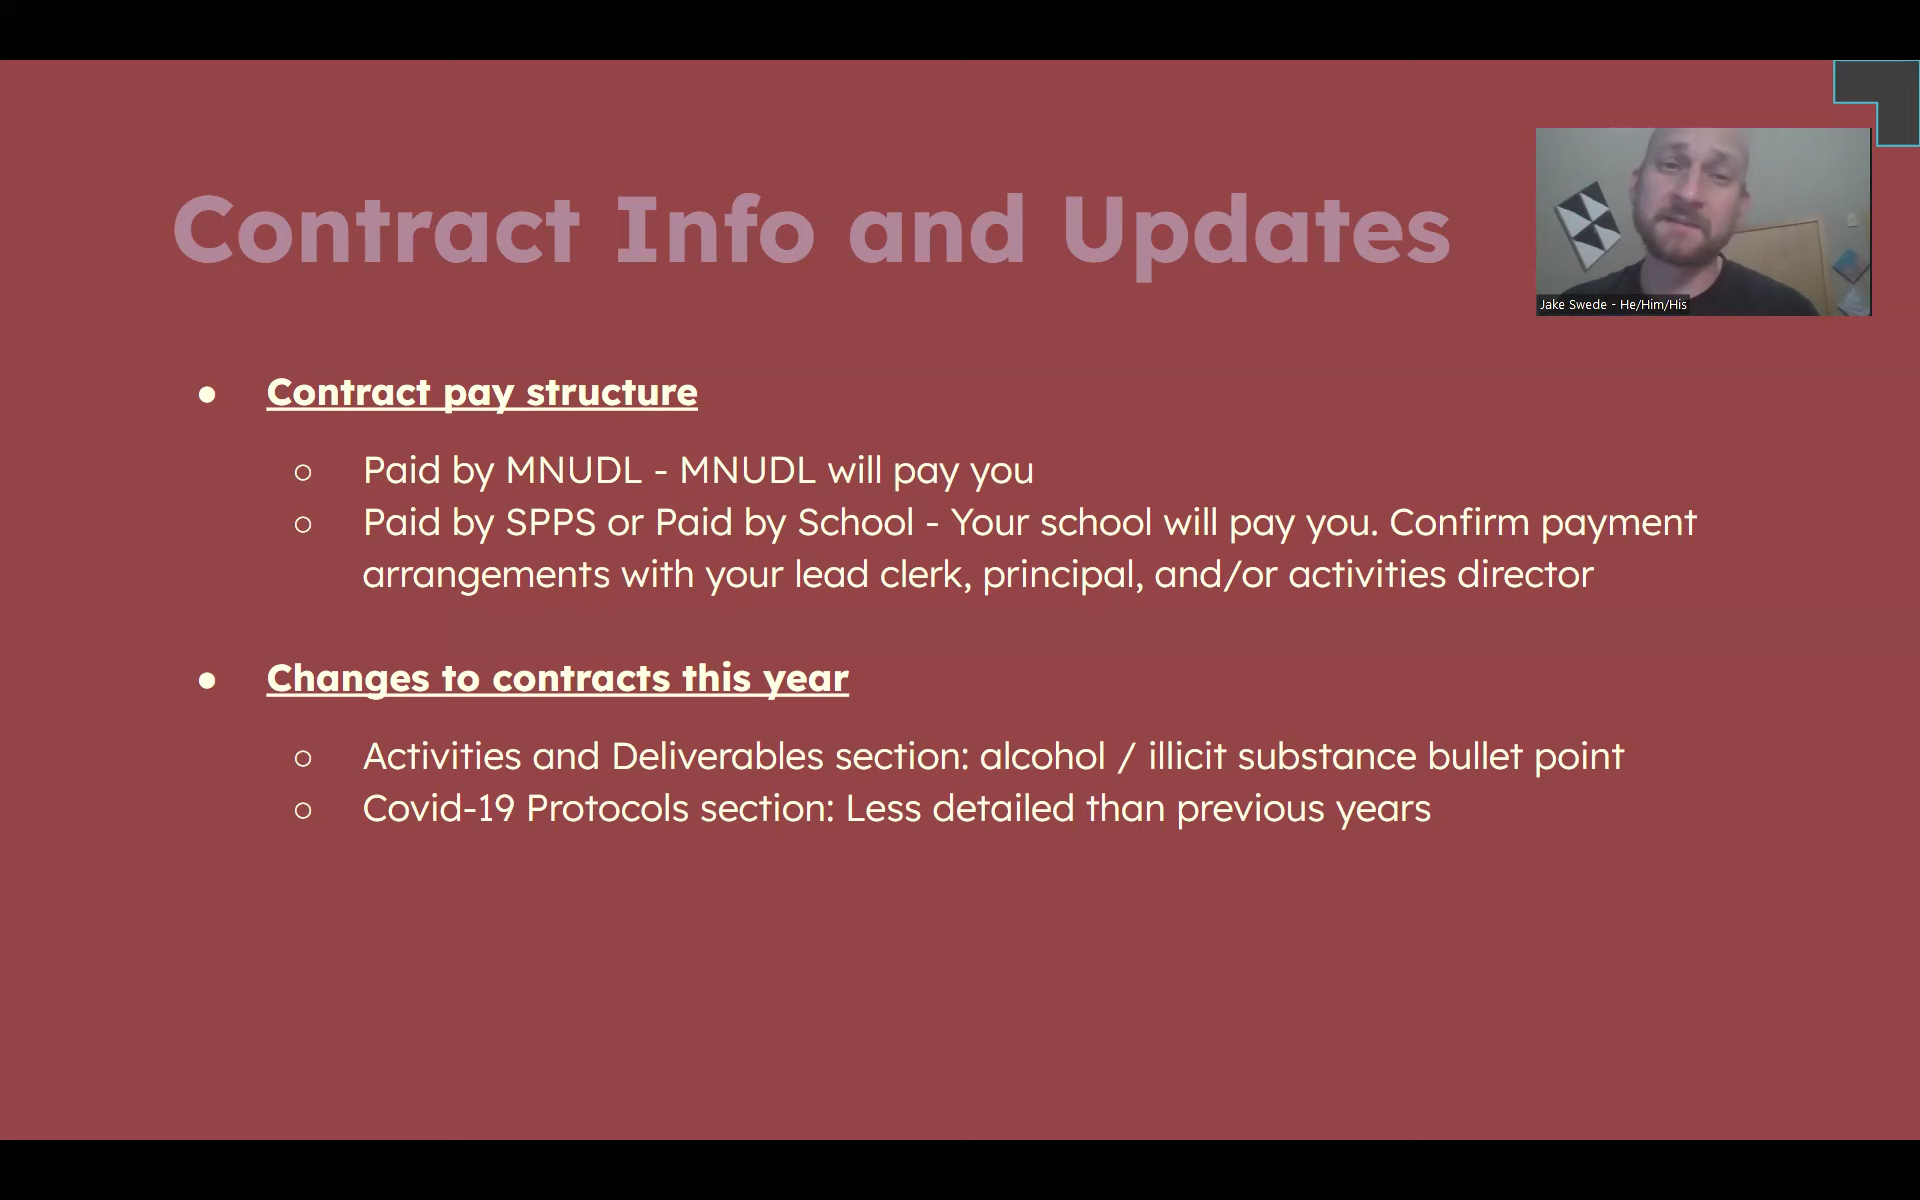 Contract Info and Updates
Jake Swede - He/Him/His
● Contract pay structure
○ Paid by MNUDL - MNUDL will pay you
○ Paid by SPPS or Paid by School - Your school will pay you. Confirm payment
arrangements with your lead clerk, principal, and/or activities director
● Changes to contracts this year
○ Activities and Deliverables section: alcohol / illicit substance bullet point
○ Covid-19 Protocols section: Less detailed than previous years